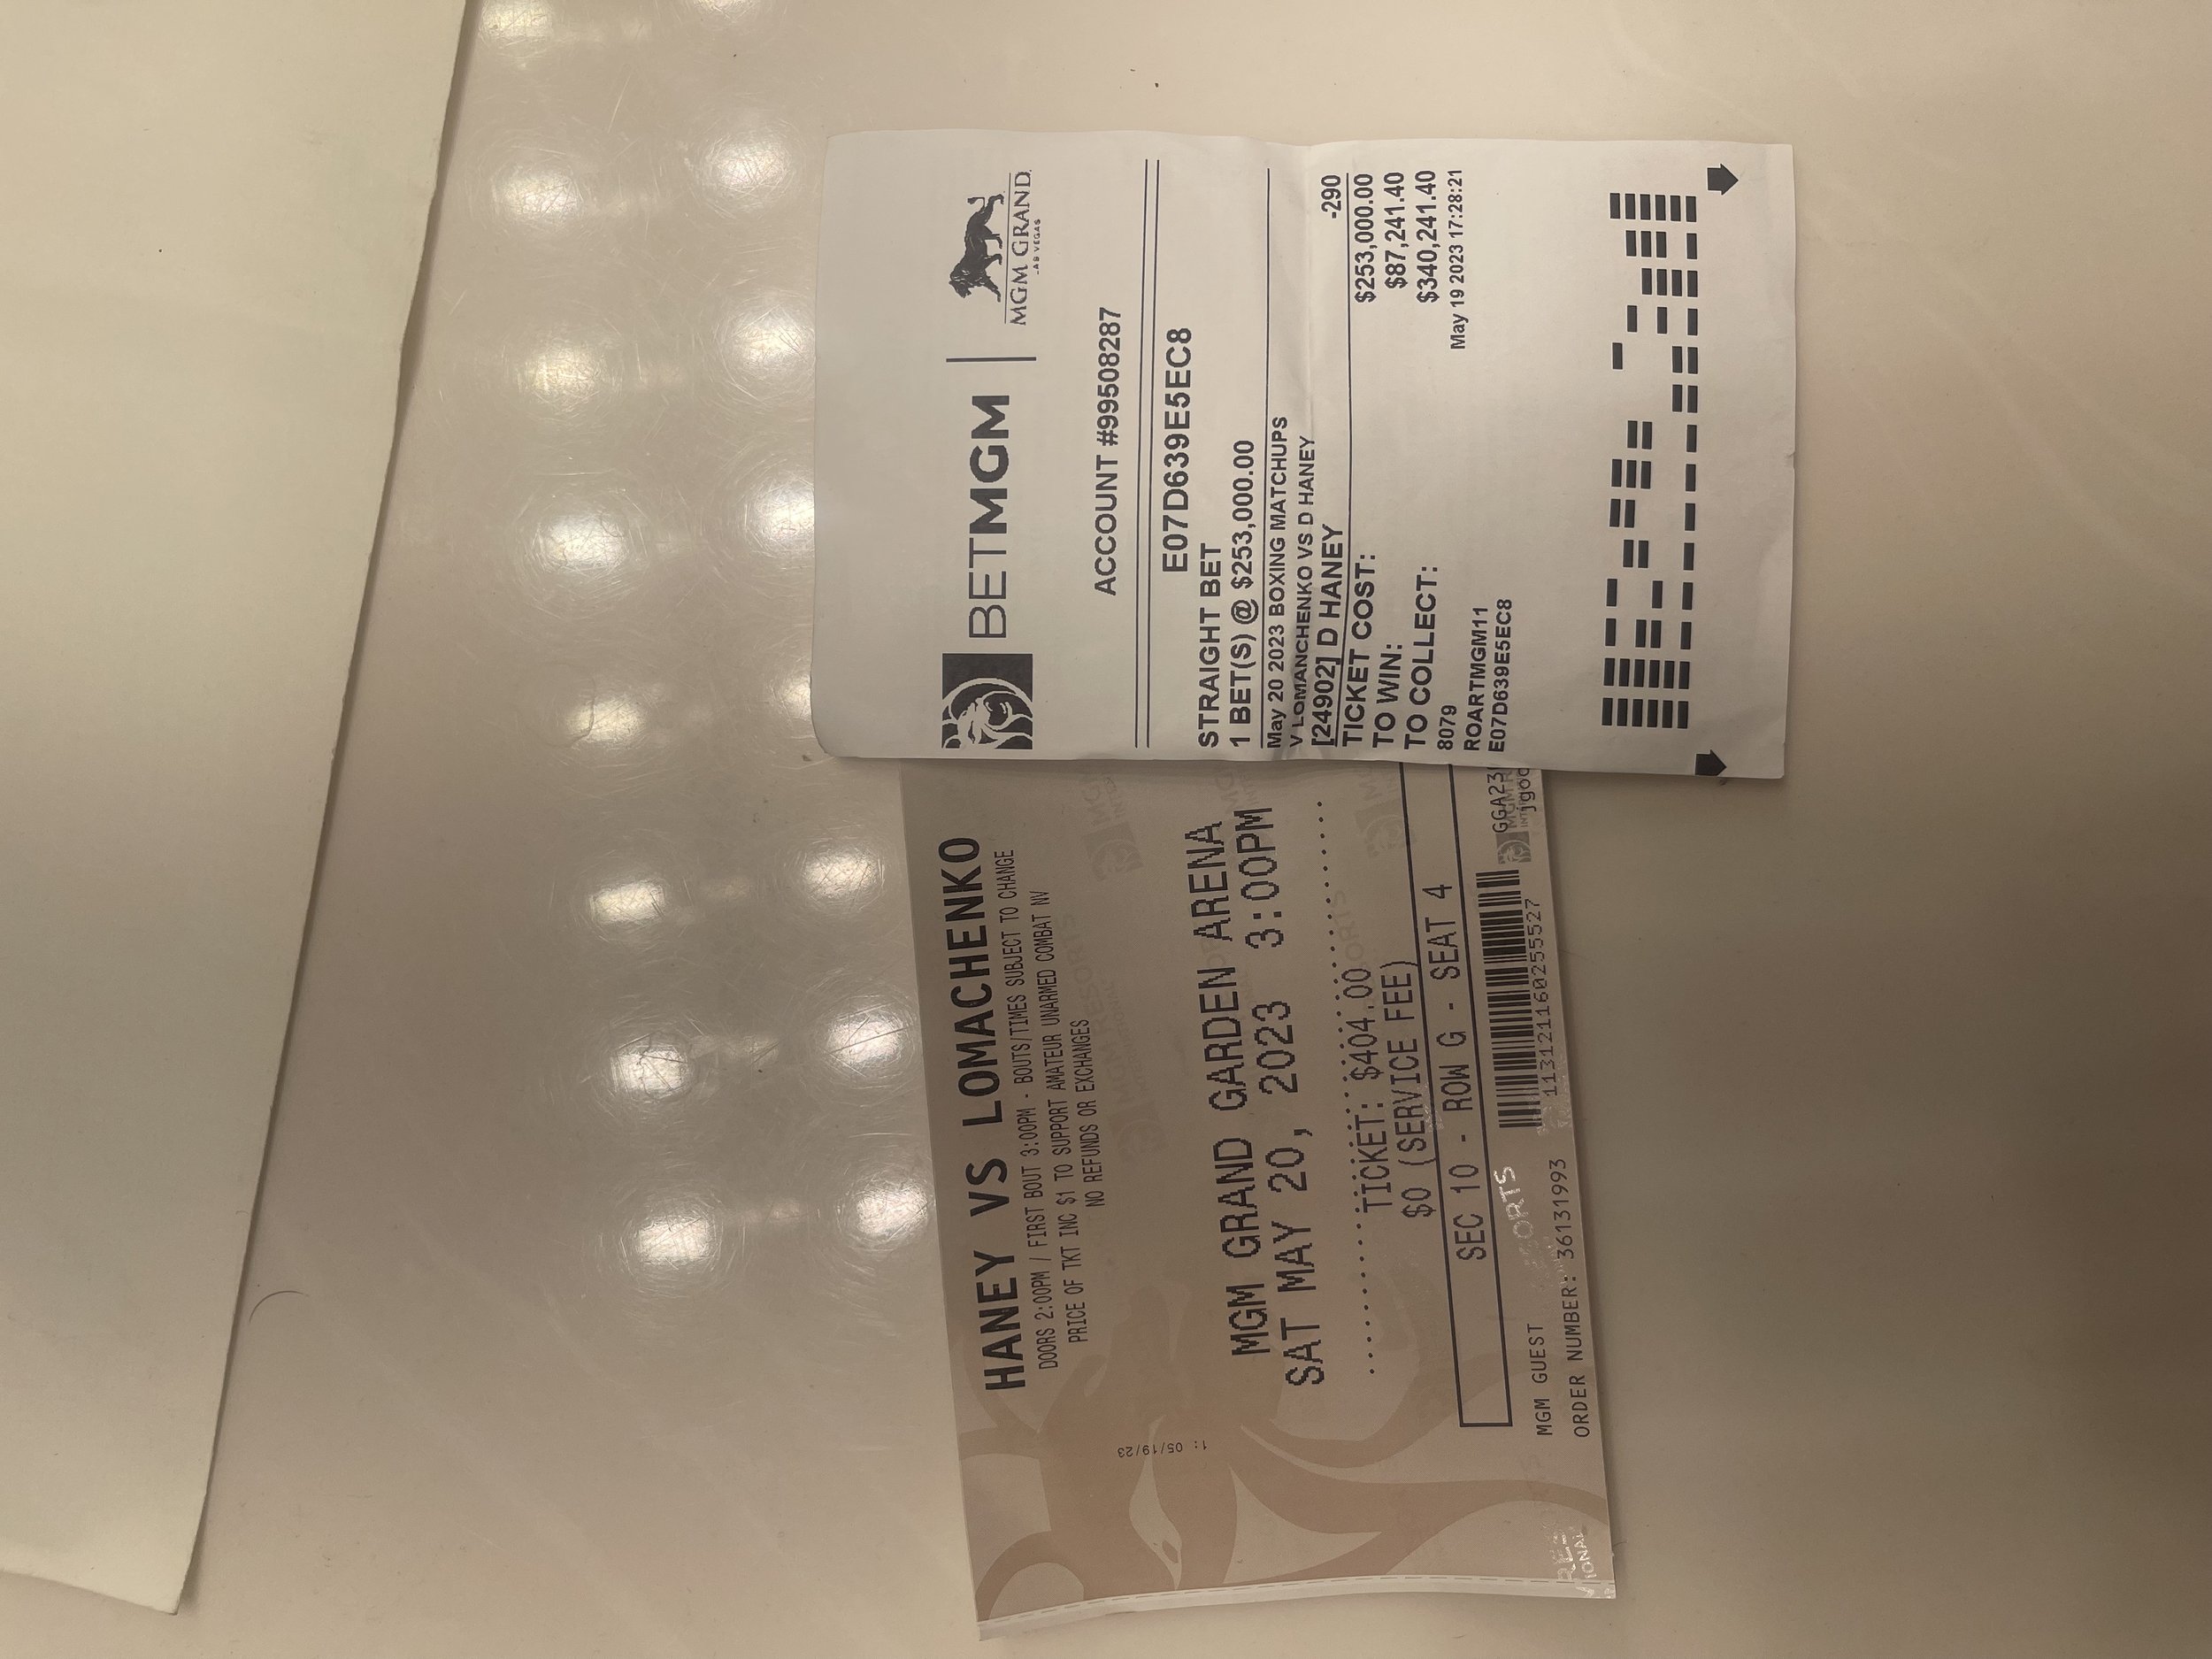 BETMGM | MGM GRAND
LAS VEGAS
ACCOUNT #99508287
E07D639E5EC8
STRAIGHT BET
1 BET(S) @ $253,000.00
May 20 2023 BOXING MATCHUPS
V LOMANCHENKO VS D HANEY
[24902] D HANEY -290
TICKET COST: $253,000.00
TO WIN: $87,241.40
TO COLLECT: $340,241.40
8079 May 19 2023 17:28:21
ROARTMGM11
E07D639E5EC8
HANEY VS LOMACHENKO
DOORS 2:00PM / FIRST BOUT 3:00PM - BOUTS/TIMES SUBJECT TO CHANGE
PRICE OF TKT INC $1 TO SUPPORT AMATEUR UNARMED COMBAT NV
NO REFUNDS OR EXCHANGES
MGM GRAND GARDEN ARENA
SAT MAY 20, 2023 3:00PM
TICKET: $404.00
$0 (SERVICE FEE)
SEC 10 - ROW G - SEAT 4
GGA23
MGM GUEST
ORDER NUMBER: 36131993
113121160255527
1: 05/19/23